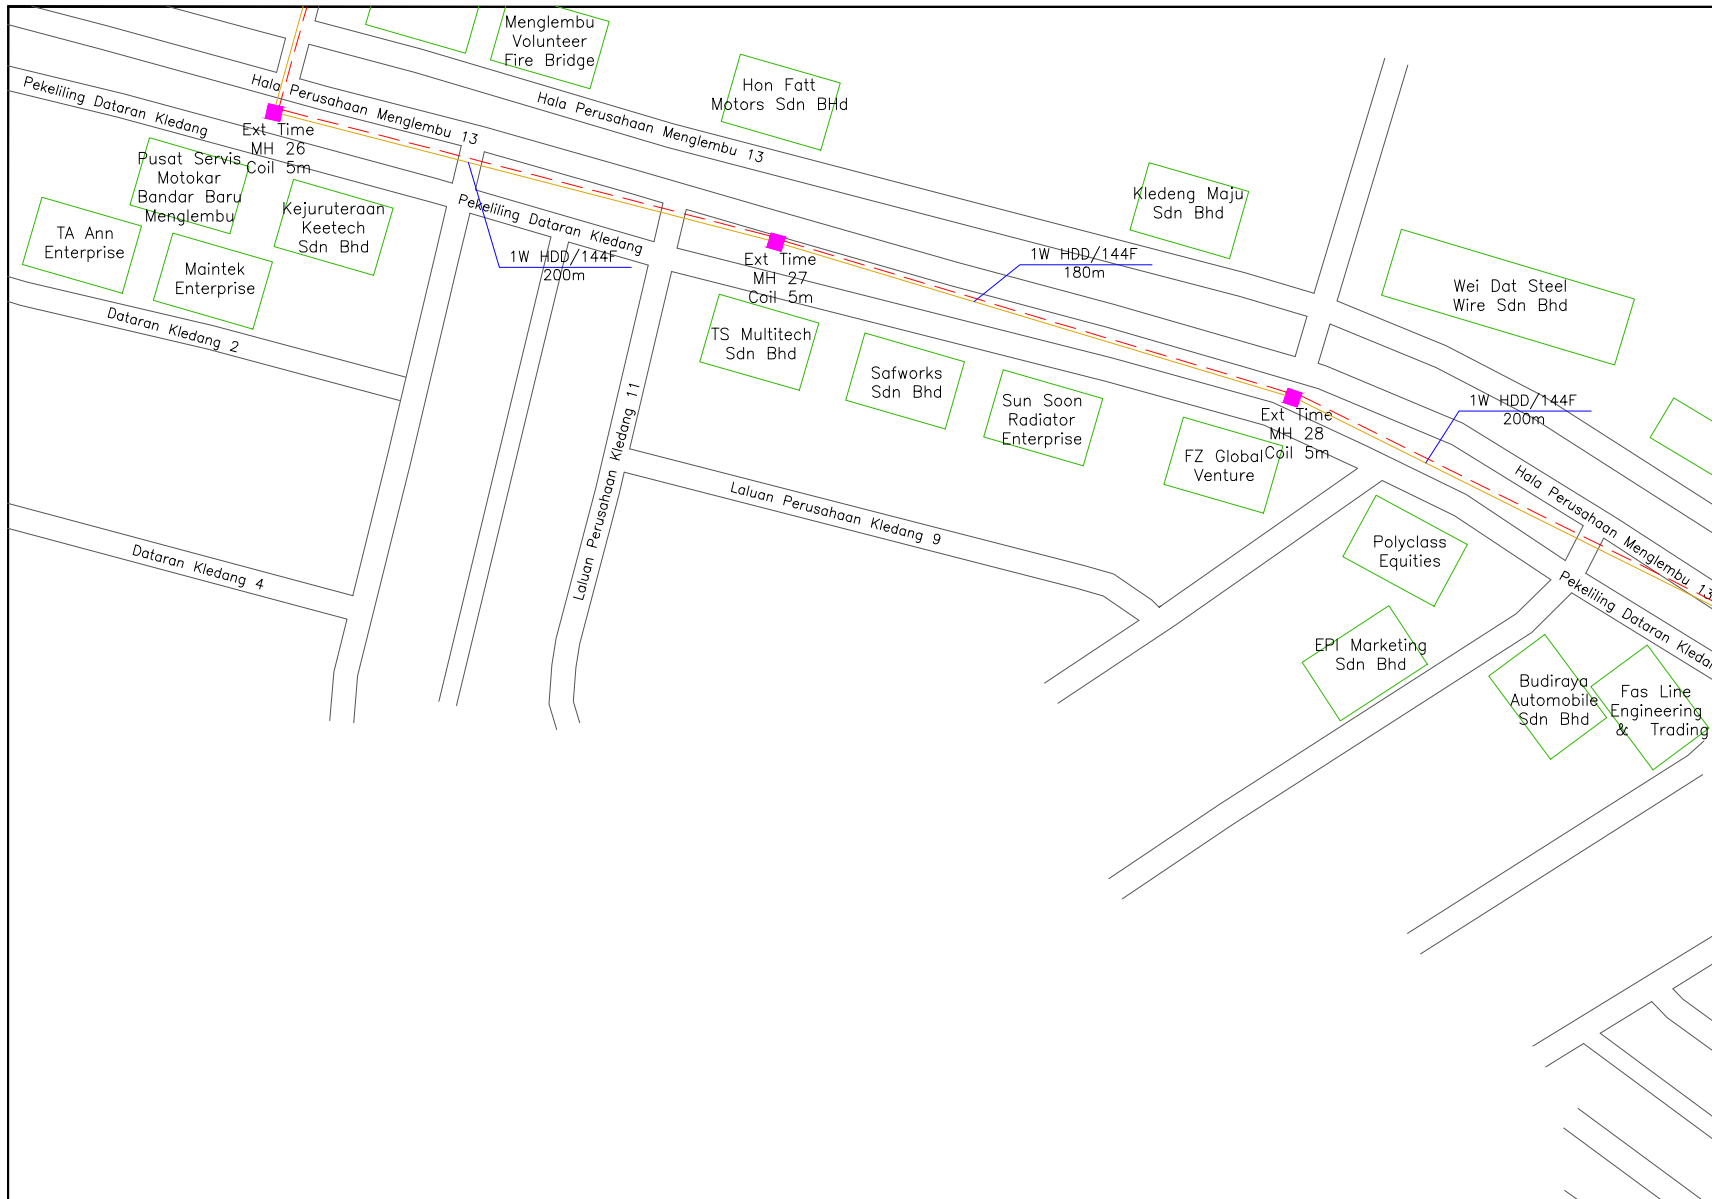 Menglembu
Volunteer
Fire Bridge
Hon Fatt
Motors Sdn BHd
Hala Perusahaan Menglembu 13
Hala Perusahaan Menglembu 13
Pekeliling Dataran Kledang
Ext Time
MH 26
Coil 5m
Pusat Servis
Motokar
Bandar Baru
Menglembu
Kejuruteraan
Keetech
Sdn Bhd
TA Ann
Enterprise
Maintek
Enterprise
Pekeliling Dataran Kledang
1W HDD/144F
200m
Ext Time
MH 27
Coil 5m
1W HDD/144F
180m
Kledeng Maju
Sdn Bhd
Wei Dat Steel
Wire Sdn Bhd
Dataran Kledang 2
TS Multitech
Sdn Bhd
Safworks
Sdn Bhd
Sun Soon
Radiator
Enterprise
Ext Time
MH 28
Coil 5m
1W HDD/144F
200m
FZ Global
Venture
Laluan Perusahaan Kledang 11
Laluan Perusahaan Kledang 9
Hala Perusahaan Menglembu 13
Polyclass
Equities
Dataran Kledang 4
Pekeliling Dataran
EPI Marketing
Sdn Bhd
Budiraya
Automobile
Sdn Bhd
Fas Line
Engineering
& Trading